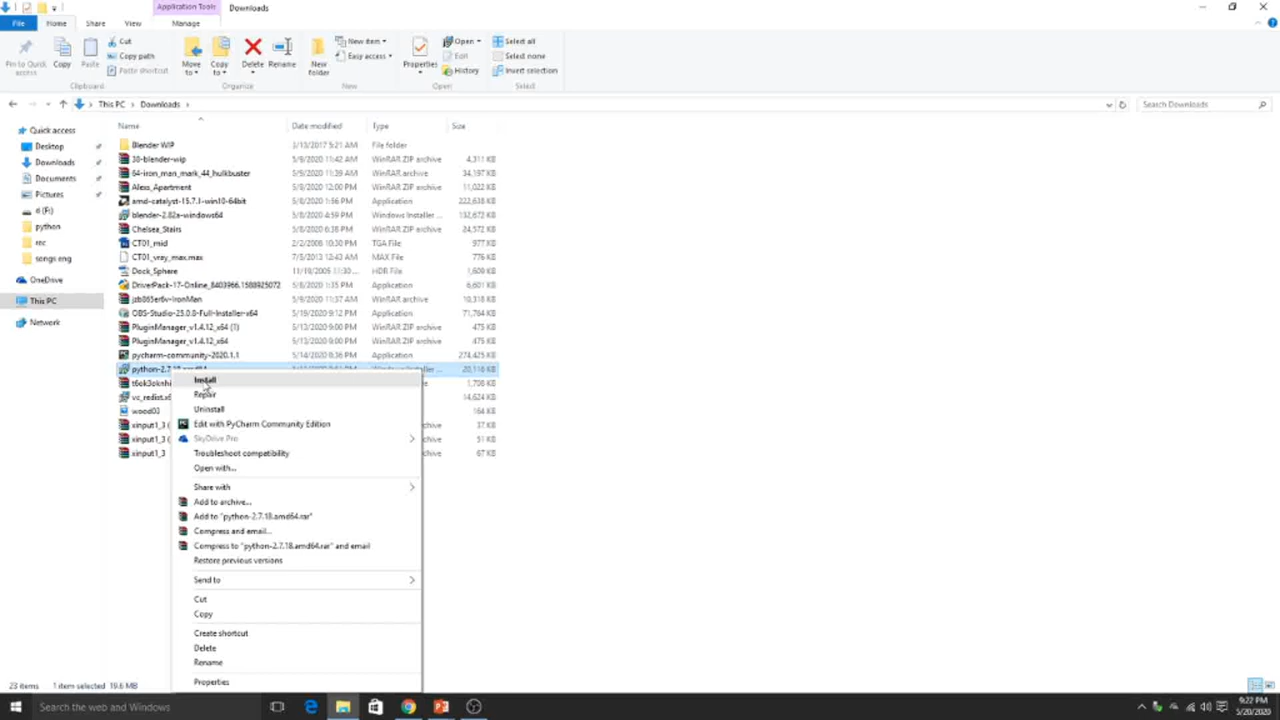 Application Tools Downloads
File Home Share View Manage
Pin to Quick access
Copy
Paste
Cut
Copy path
Paste shortcut
Clipboard
Move to
Copy to
Delete
Rename
Organize
New folder
New item
Easy access
New
Properties
Open
Edit
History
Open
Select all
Select none
Invert selection
Select
This PC > Downloads >
Search Downloads
Quick access
Desktop
Downloads
Documents
Pictures
d (F:)
python
rec
songs eng
OneDrive
This PC
Network
Name Date modified Type Size
Blender WIP 3/13/2017 5:21 AM File folder
38-blender-wip 5/9/2020 11:42 AM WinRAR ZIP archive 4,311 KB
64-iron_man_mark_44_hulkbuster 5/9/2020 11:39 AM WinRAR archive 34,197 KB
Alexs_Apartment 5/8/2020 12:00 PM WinRAR ZIP archive 11,022 KB
amd-catalyst-15.7.1-win10-64bit 5/8/2020 1:56 PM Application 222,638 KB
blender-2.82a-windows64 5/8/2020 4:59 PM Windows Installer ... 132,672 KB
Chelsea_Stairs 5/8/2020 6:38 PM WinRAR ZIP archive 24,572 KB
CT01_mid 2/2/2006 10:30 PM TGA File 977 KB
CT01_vray_max.max 7/5/2013 12:43 AM MAX File 776 KB
Dock_Sphere 11/19/2005 11:30 ... HDR File 1,609 KB
DriverPack-17-Online_8403966.1588925072 5/8/2020 1:35 PM Application 6,601 KB
jzb865er6v-IronMan 5/9/2020 11:37 AM WinRAR archive 10,318 KB
OBS-Studio-25.0.8-Full-Installer-x64 5/19/2020 9:12 PM Application 71,784 KB
PluginManager_v1.4.12_x64 (1) 5/13/2020 9:00 PM WinRAR ZIP archive 475 KB
PluginManager_v1.4.12_x64 5/13/2020 9:00 PM WinRAR ZIP archive 475 KB
pycharm-community-2020.1.1 5/14/2020 8:36 PM Application 274,425 KB
python-2.7.18.amd64 20,116 KB
t6ok3oknhi 1,798 KB
vc_redist.x6 14,624 KB
wood03 164 KB
xinput1_3 ( chive 37 KB
xinput1_3 ( chive 51 KB
xinput1_3 chive 67 KB
Install
Repair
Uninstall
Edit with PyCharm Community Edition
SkyDrive Pro
Troubleshoot compatibility
Open with...
Share with
Add to archive...
Add to "python-2.7.18.amd64.rar"
Compress and email...
Compress to "python-2.7.18.amd64.rar" and email
Restore previous versions
Send to
Cut
Copy
Create shortcut
Delete
Rename
Properties
23 items 1 item selected 19.6 MB
Search the web and Windows
9:22 PM
5/20/2020